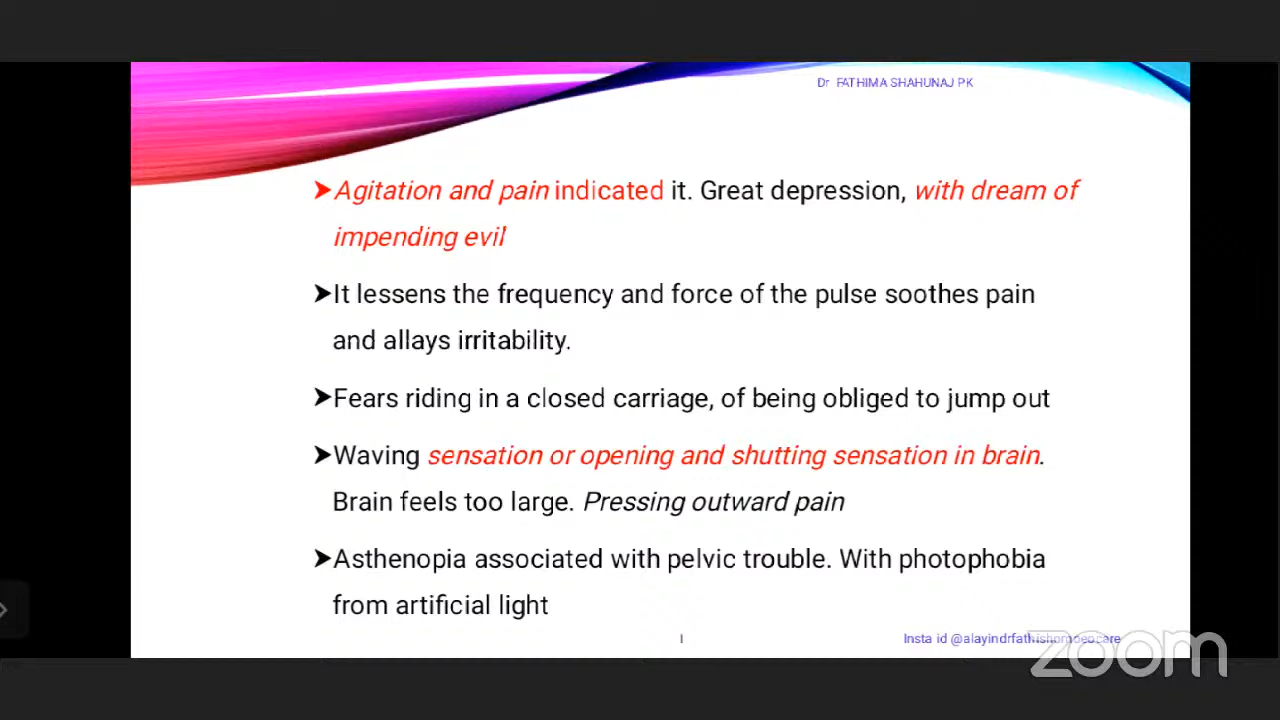 Dr FATHIMA SHAHUNAJ PK
➤Agitation and pain indicated it. Great depression, with dream of
impending evil
➤It lessens the frequency and force of the pulse soothes pain
and allays irritability.
➤Fears riding in a closed carriage, of being obliged to jump out
➤Waving sensation or opening and shutting sensation in brain.
Brain feels too large. Pressing outward pain
➤Asthenopia associated with pelvic trouble. With photophobia
from artificial light
Insta id @alayindrfathishomoeocare
zoom